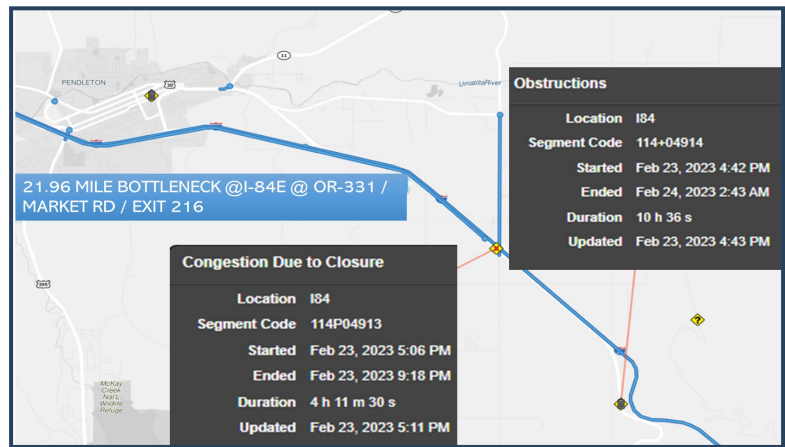 11
PENDLETON
30
UmatillaRiver
Obstructions
Location I84
Segment Code 114+04914
Started Feb 23, 2023 4:42 PM
Ended Feb 24, 2023 2:43 AM
Duration 10 h 36 s
Updated Feb 23, 2023 4:43 PM
21.96 MILE BOTTLENECK @I-84E @ OR-331 /
MARKET RD / EXIT 216
Congestion Due to Closure
Location I84
Segment Code 114P04913
Started Feb 23, 2023 5:06 PM
Ended Feb 23, 2023 9:18 PM
Duration 4 h 11 m 30 s
Updated Feb 23, 2023 5:11 PM
395
?
McKay
Creek
Nat'l
Wildlife
Refuge